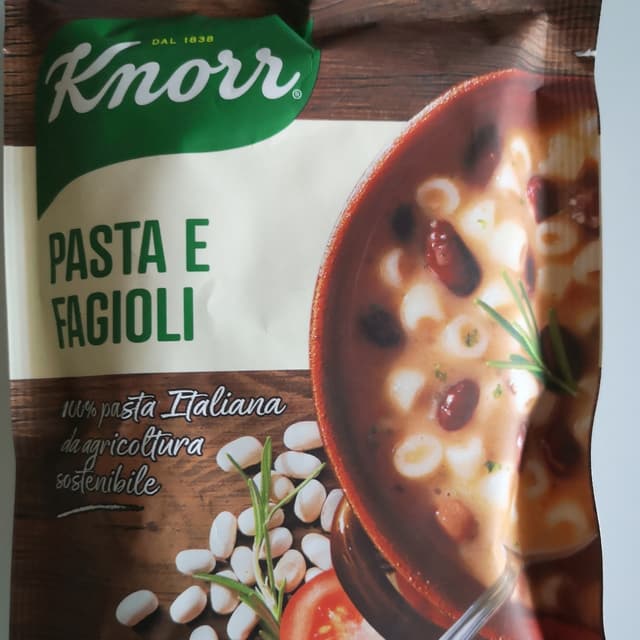 DAL 1838
Knorr®
PASTA E
FAGIOLI
100% pasta Italiana
da agricoltura
sostenibile